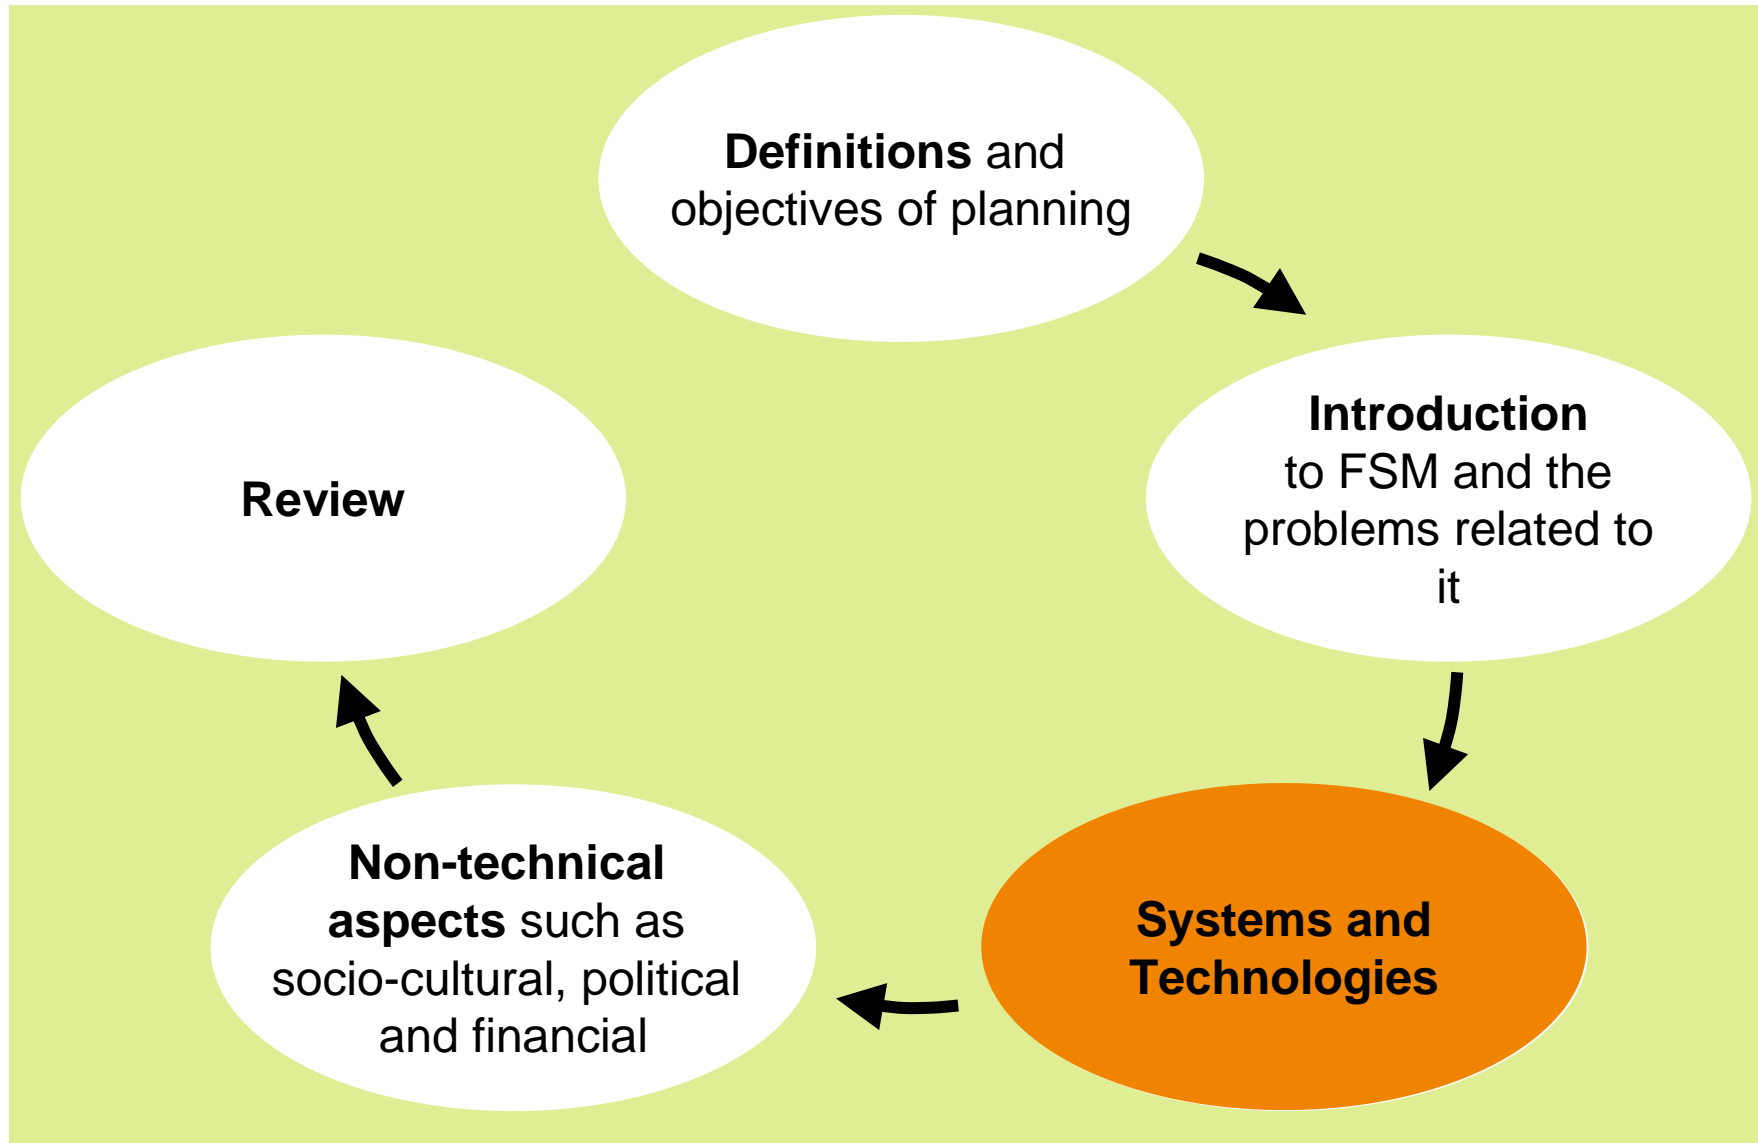 Definitions and
objectives of planning
Introduction
to FSM and the
problems related to
it
Systems and
Technologies
Non-technical
aspects such as
socio-cultural, political
and financial
Review